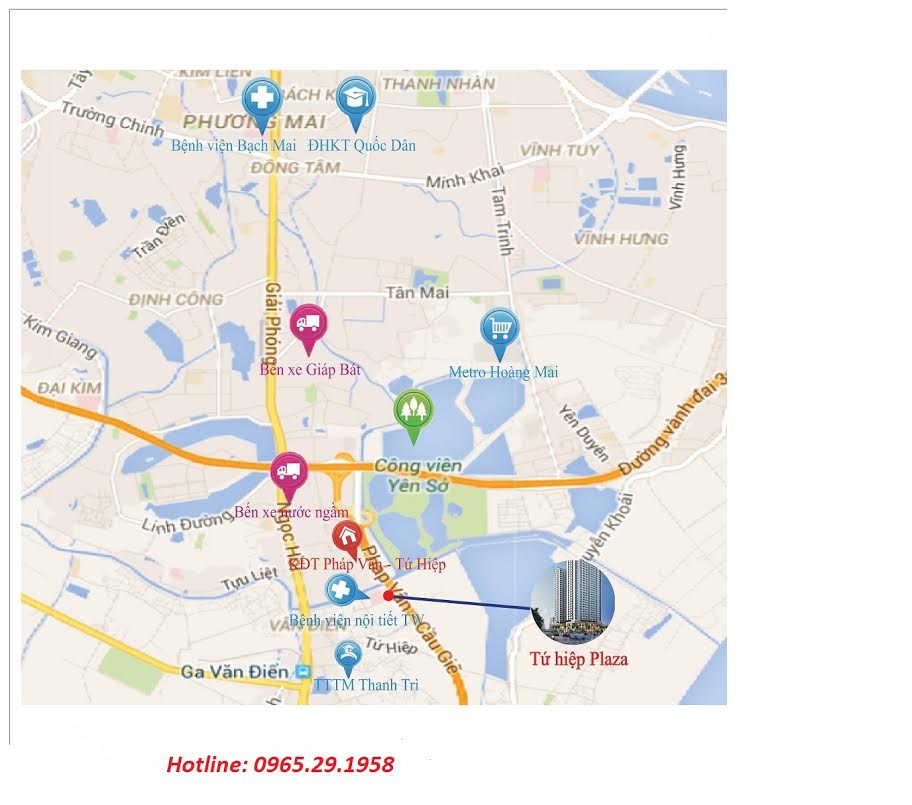 KIM LIÊN
THANH NHÀN
Trường Chinh
PHƯƠNG MAI
Bệnh viện Bạch Mai
ĐHKT Quốc Dân
VĨNH TUY
ĐỒNG TÂM
Minh Khai
Vĩnh Hưng
Tam Trinh
Trần Điền
VĨNH HƯNG
Tân Mai
ĐỊNH CÔNG
Giải Phóng
Kim Giang
Bến xe Giáp Bát
Metro Hoàng Mai
ĐẠI KIM
Đường vành đai 3
Yên Duyên
Công viên
Yên Sở
Bến xe nước ngầm
Linh Đường
Ngọc Hồi
KĐT Pháp Vân - Tứ Hiệp
Pháp Vân - Cầu Giẽ
Tựu Liệt
Bệnh viện nội tiết TW
VĂN ĐIỂN
Tứ Hiệp
Tứ hiệp Plaza
Ga Văn Điển
TTTM Thanh Trì
Hotline: 0965.29.1958